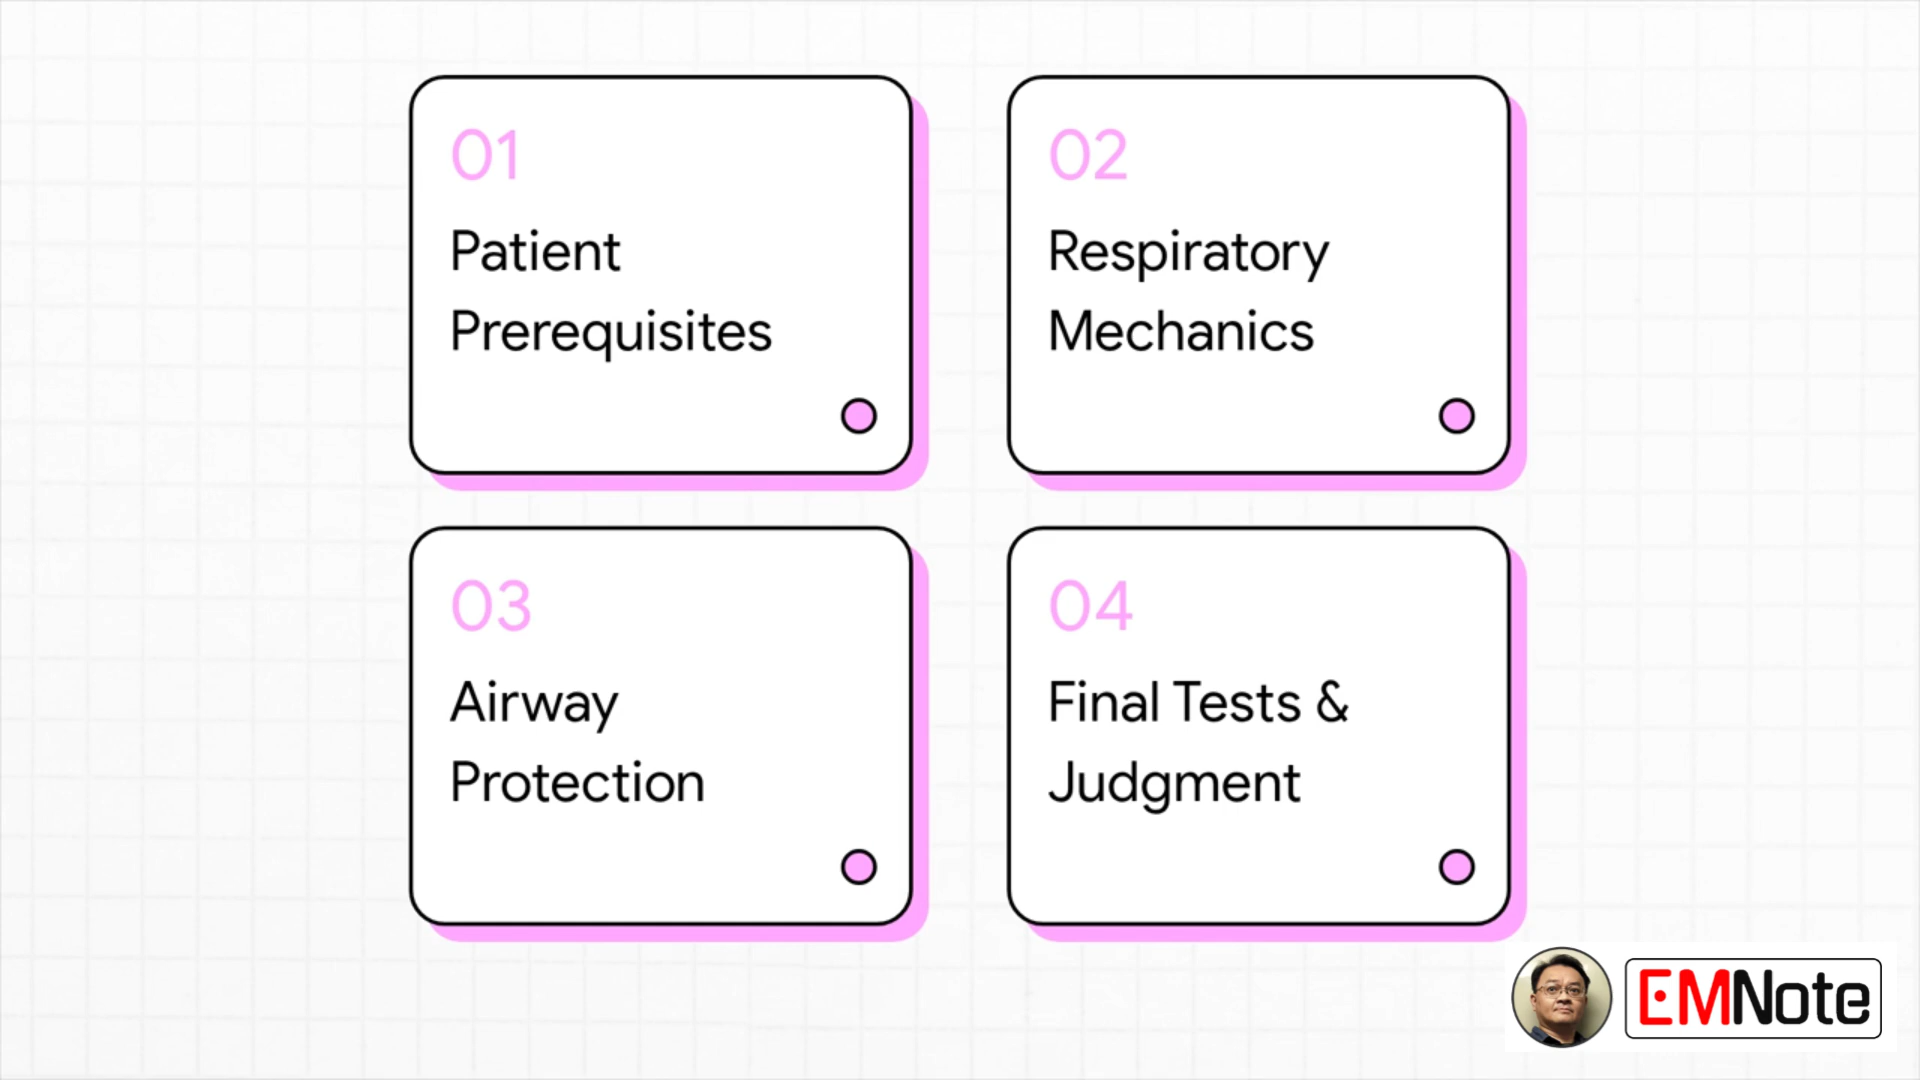 01
Patient
Prerequisites
02
Respiratory
Mechanics
03
Airway
Protection
04
Final Tests &
Judgment
EMNote